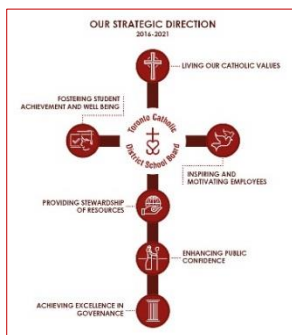 OUR STRATEGIC DIRECTION
2016-2021
LIVING OUR CATHOLIC VALUES
FOSTERING STUDENT
ACHIEVEMENT AND WELL BEING
Toronto Catholic
District School Board
INSPIRING AND
MOTIVATING EMPLOYEES
PROVIDING STEWARDSHIP
OF RESOURCES
ENHANCING PUBLIC
CONFIDENCE
ACHIEVING EXCELLENCE IN
GOVERNANCE